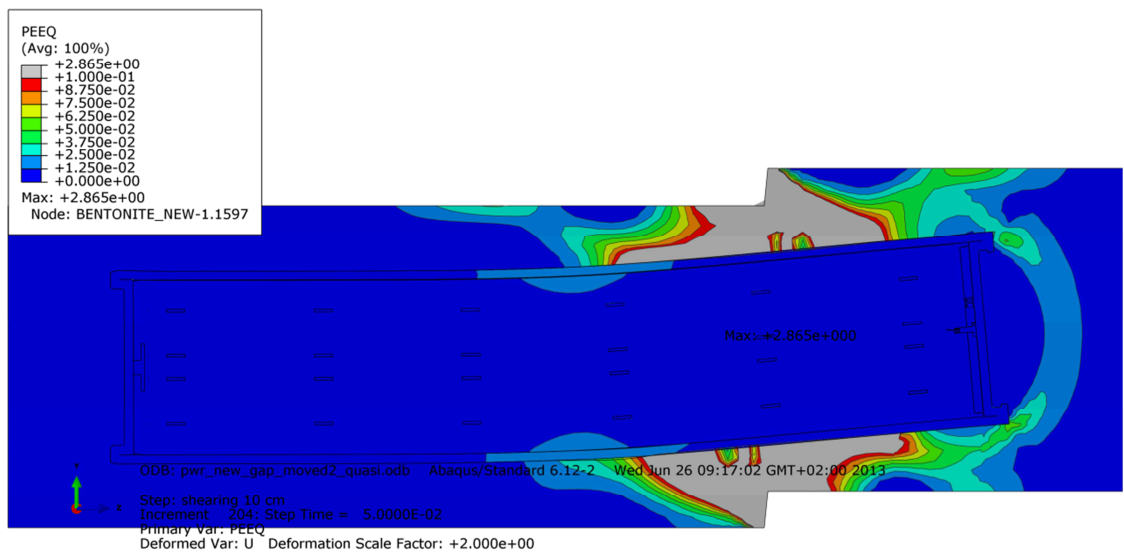 PEEQ
(Avg: 100%)
+2.865e+00
+1.000e-01
+8.750e-02
+7.500e-02
+6.250e-02
+5.000e-02
+3.750e-02
+2.500e-02
+1.250e-02
+0.000e+00
Max: +2.865e+00
Node: BENTONITE_NEW-1.1597
Max: +2.865e+000
ODB: pwr_new_gap_moved2_quasi.odb Abaqus/Standard 6.12-2 Wed Jun 26 09:17:02 GMT+02:00 2013
Y
Z
Step: shearing 10 cm
Increment 204: Step Time = 5.0000E-02
Primary Var: PEEQ
Deformed Var: U Deformation Scale Factor: +2.000e+00